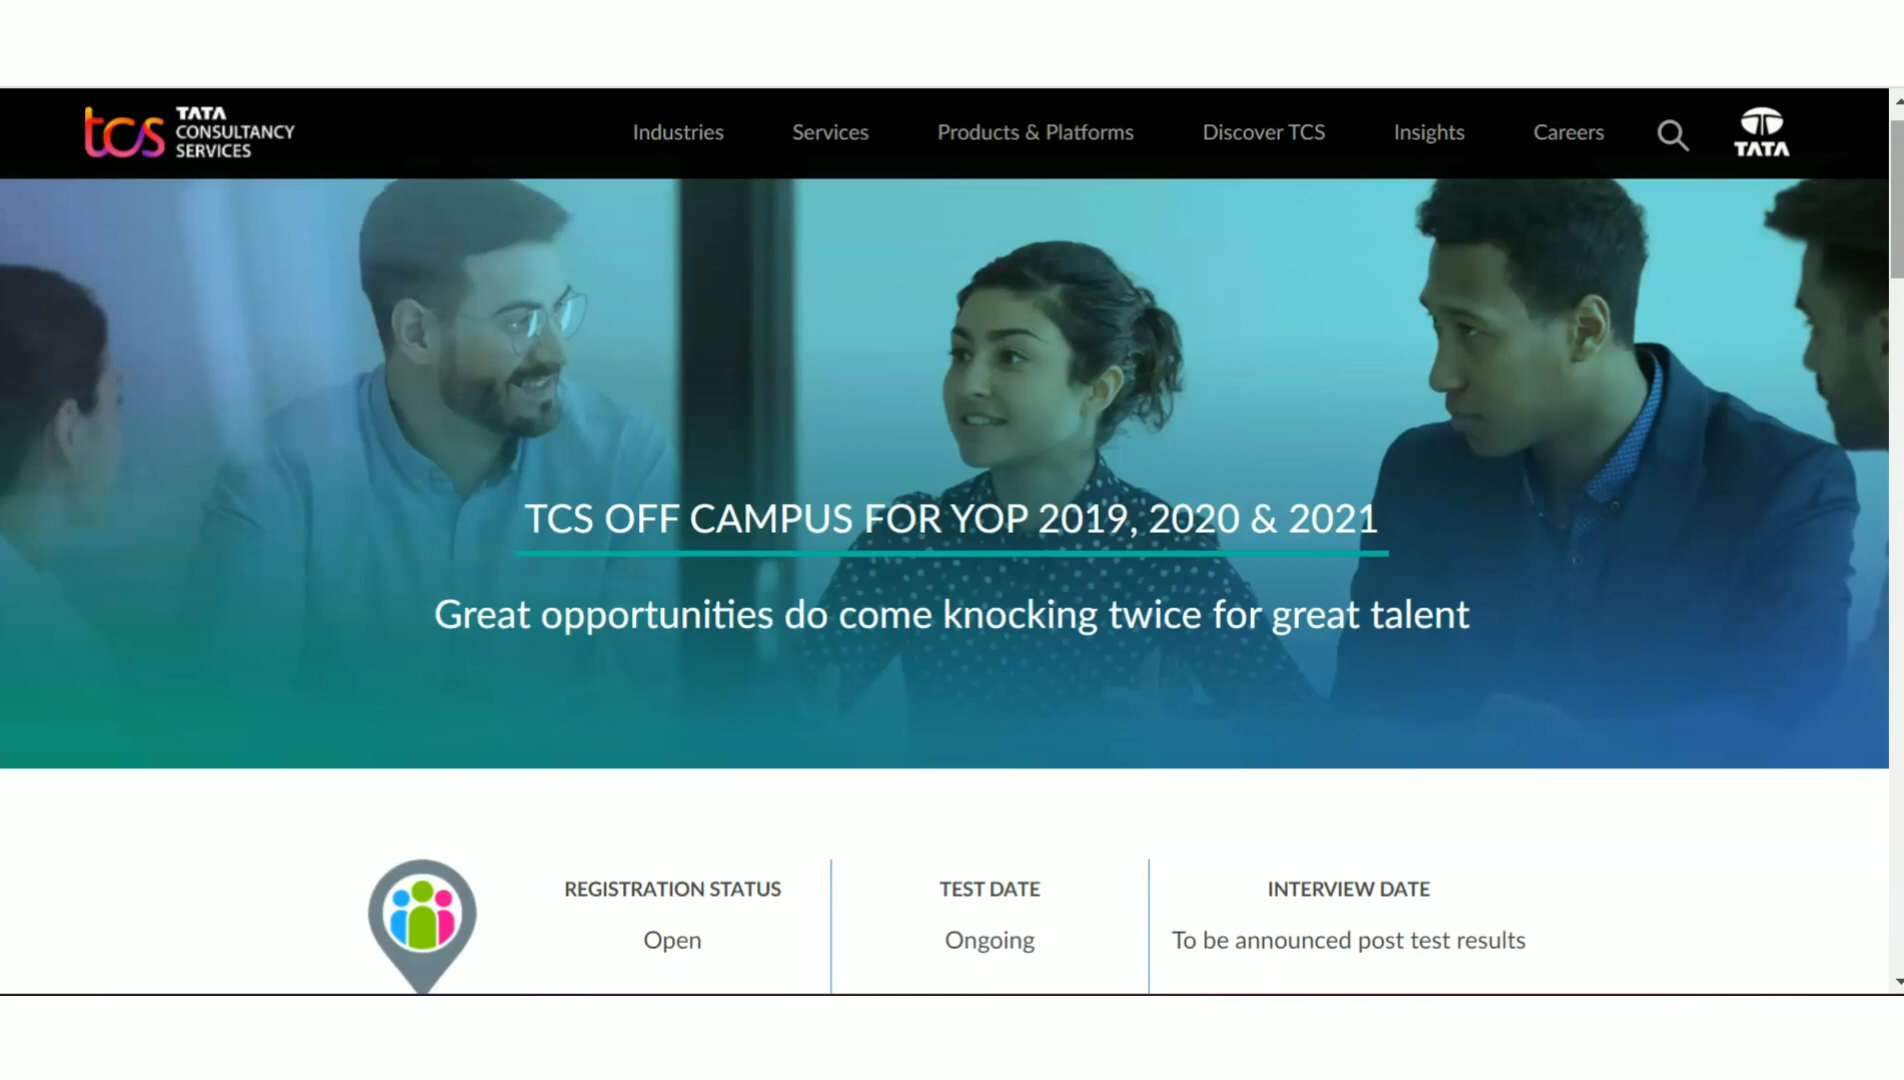 tcs TATA
CONSULTANCY
SERVICES
Industries Services Products & Platforms Discover TCS Insights Careers
TATA
TCS OFF CAMPUS FOR YOP 2019, 2020 & 2021
Great opportunities do come knocking twice for great talent
REGISTRATION STATUS TEST DATE INTERVIEW DATE
Open Ongoing To be announced post test results